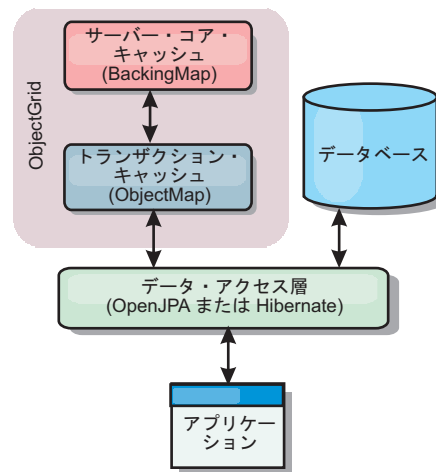 ObjectGrid
サーバー・コア・
キャッシュ
(BackingMap)
トランザクション・
キャッシュ
(ObjectMap)
データベース
データ・アクセス層
(OpenJPA または Hibernate)
アプリケー
ション